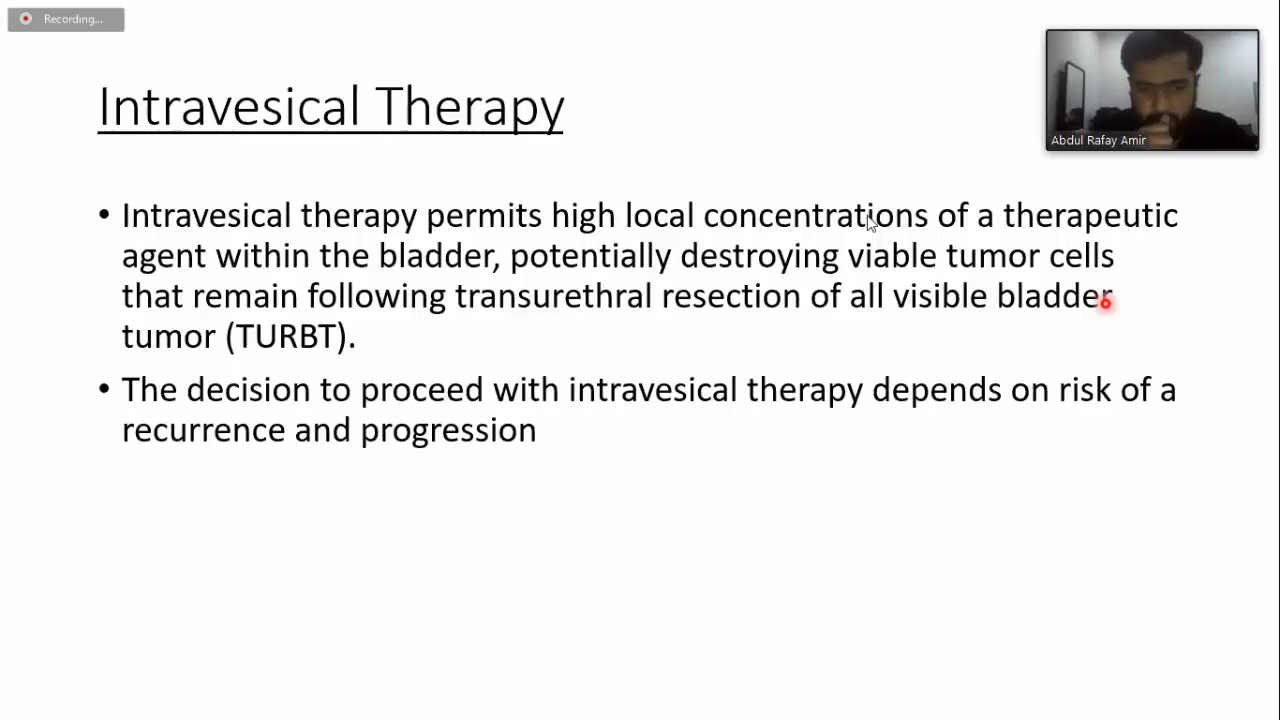 Recording...
Abdul Rafay Amir
Intravesical Therapy
• Intravesical therapy permits high local concentrations of a therapeutic
agent within the bladder, potentially destroying viable tumor cells
that remain following transurethral resection of all visible bladder
tumor (TURBT).
• The decision to proceed with intravesical therapy depends on risk of a
recurrence and progression